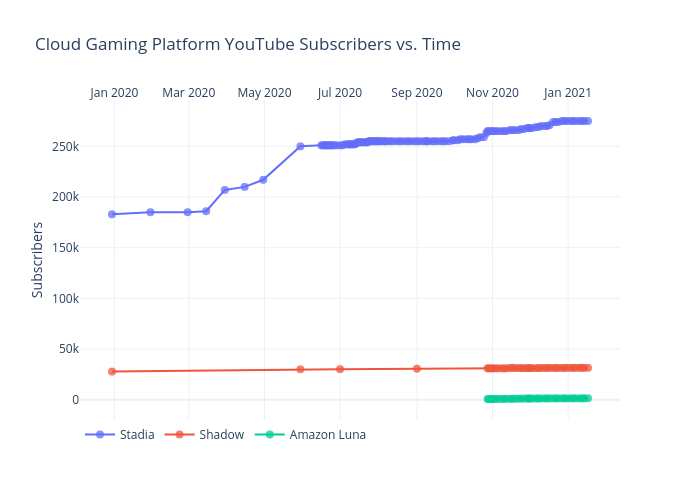 Cloud Gaming Platform YouTube Subscribers vs. Time
Jan 2020 Mar 2020 May 2020 Jul 2020 Sep 2020 Nov 2020 Jan 2021
250k
200k
150k
100k
50k
0
Subscribers
Stadia Shadow Amazon Luna